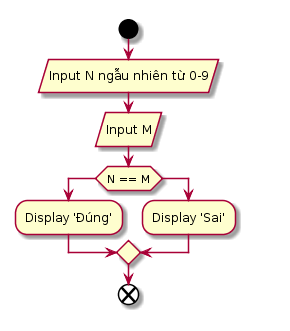 Input N ngẫu nhiên từ 0-9
Input M
N == M
Display 'Đúng'
Display 'Sai'